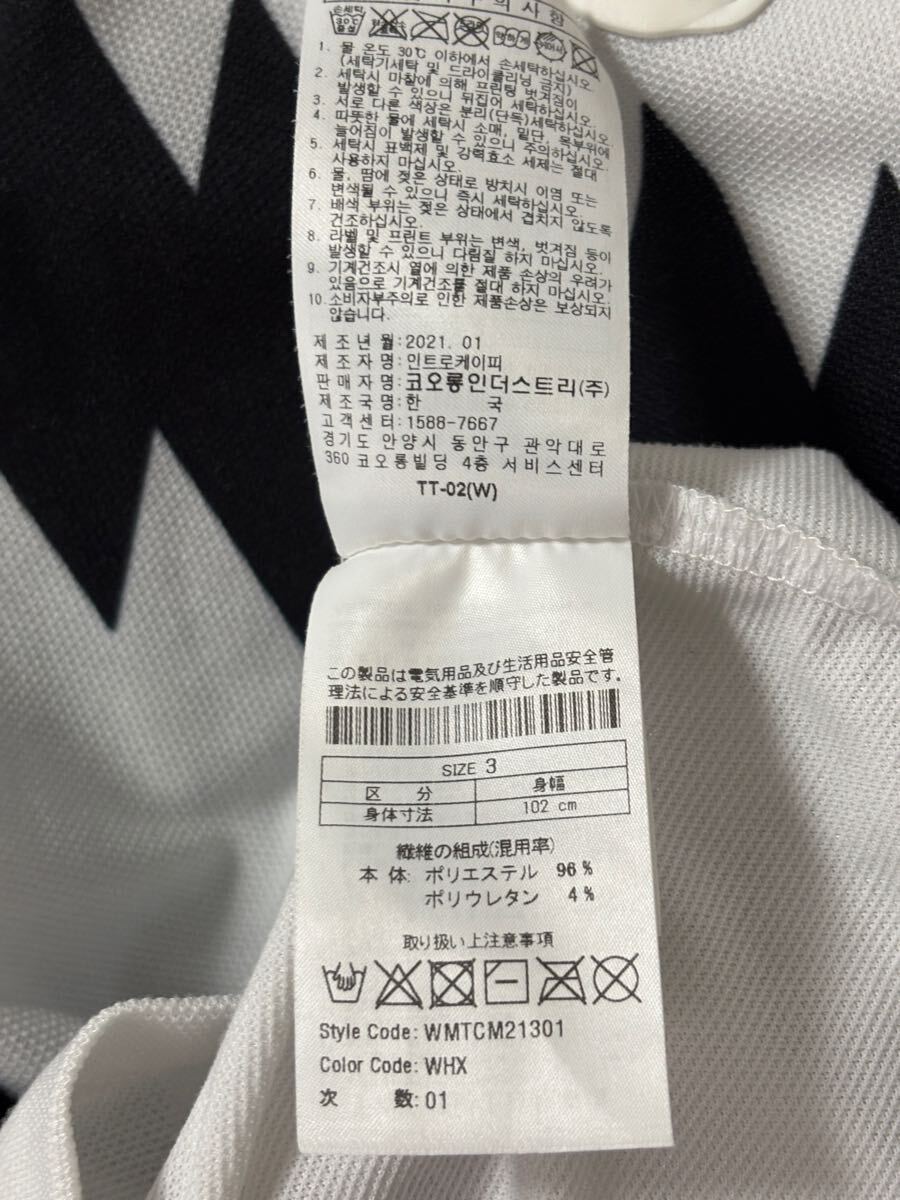 의 사 항
손세탁
30℃
중성
드라이
약하게
뉘어서
1. 물 온도 30℃ 이하에서 손세탁하십시오.
(세탁기세탁 및 드라이클리닝 금지)
2. 세탁시 마찰에 의해 프린팅 벗겨짐이
발생할 수 있으니 뒤집어 세탁하십시오.
3. 서로 다른 색상은 분리(단독)세탁하십시오.
4. 따뜻한 물에 세탁시 소매, 밑단, 목부위에
늘어짐이 발생할 수 있으니 주의하십시오.
5. 세탁시 표백제 및 강력효소 세제는 절대
사용하지 마십시오.
6. 물, 땀에 젖은 상태로 방치시 이염 또는
변색될 수 있으니 즉시 세탁하십시오.
7. 배색 부위는 젖은 상태에서 겹치지 않도록
건조하십시오.
8. 라벨 및 프린트 부위는 변색, 벗겨짐 등이
발생할 수 있으니 다림질 하지 마십시오.
9. 기계건조시 열에 의한 제품 손상의 우려가
있음으로 기계건조를 절대 하지 마십시오.
10. 소비자부주의로 인한 제품손상은 보상되지
않습니다.
제 조 년 월:2021. 01
제 조 자 명:인트로케이피
판 매 자 명:코오롱인더스트리(주)
제 조 국 명:한 국
고 객 센 터:1588-7667
경기도 안양시 동안구 관악대로
360 코오롱빌딩 4층 서비스센터
TT-02(W)
この製品は電気用品及び生活用品安全管
理法による安全基準を順守した製品です.
SIZE 3
区 分 身幅
身体寸法 102 cm
繊維の組成(混用率)
本 体: ポリエステル 96 %
ポリウレタン 4 %
取り扱い上注意事項
Style Code: WMTCM21301
Color Code: WHX
次 数: 01